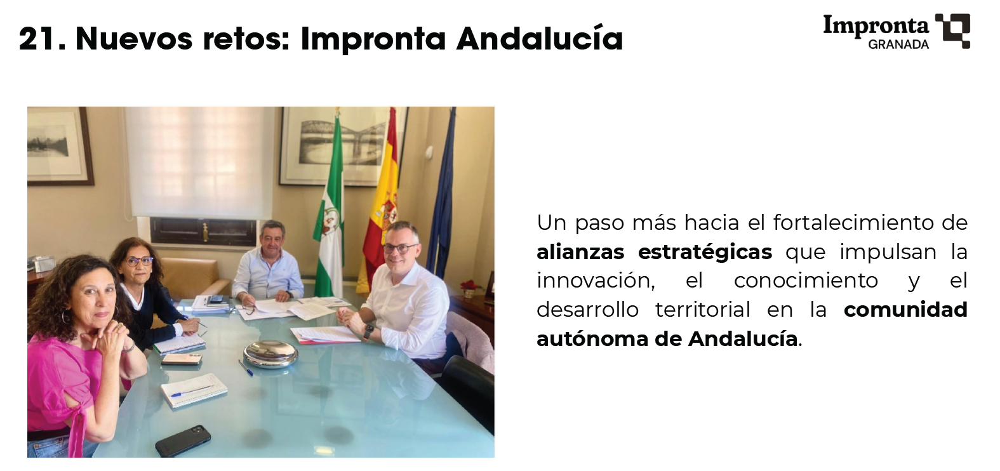 21. Nuevos retos: Impronta Andalucía
Impronta
GRANADA
Un paso más hacia el fortalecimiento de
alianzas estratégicas que impulsan la
innovación, el conocimiento y el
desarrollo territorial en la comunidad
autónoma de Andalucía.